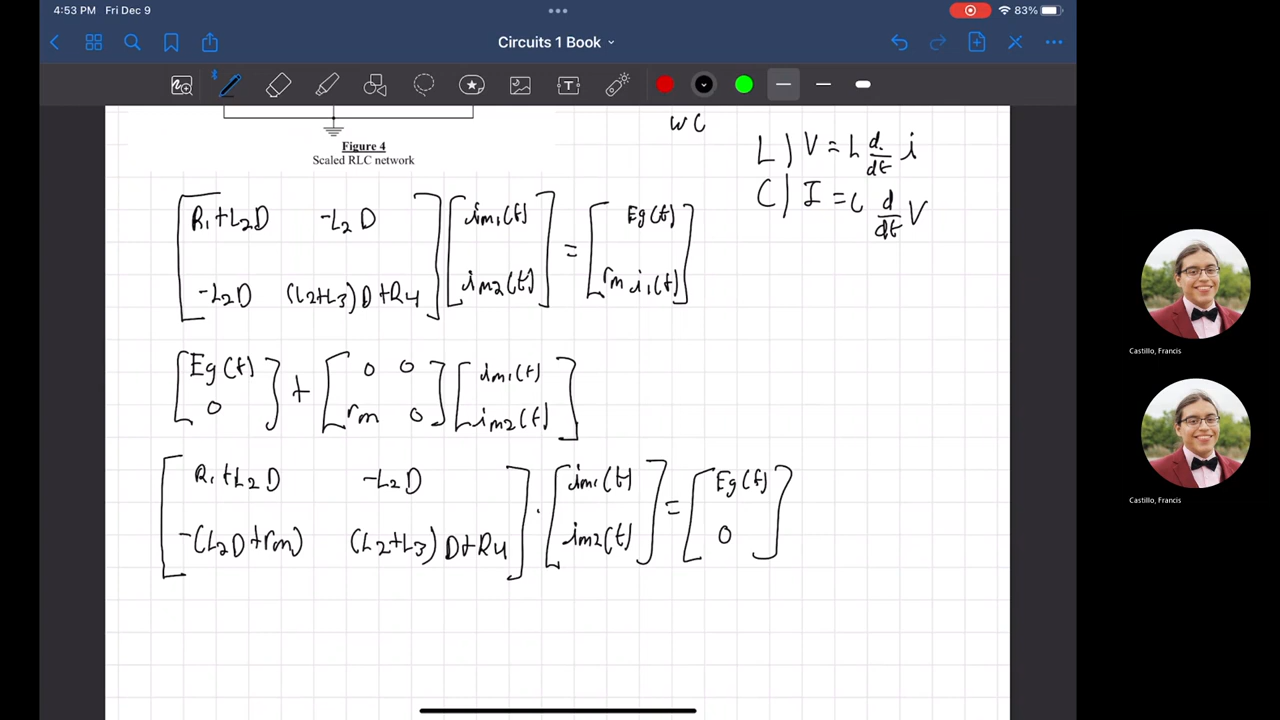 4:53 PM Fri Dec 9
83%
Circuits 1 Book
Figure 4
Scaled RLC network
WC
L) V = L d/dt i
C) I = C d/dt V
[R1+L2D -L2D] [im1(t)] = [Eg(t)]
[-L2D (L2+L3)D+R4] [im2(t)] [rm i1(t)]
[Eg(t)] + [0 0] [im1(t)]
[0] [rm 0] [im2(t)]
[R1+L2D -L2D] · [im1(t)] = [Eg(t)]
[-(L2D+rm) (L2+L3)D+R4] [im2(t)] [0]
Castillo, Francis
Castillo, Francis